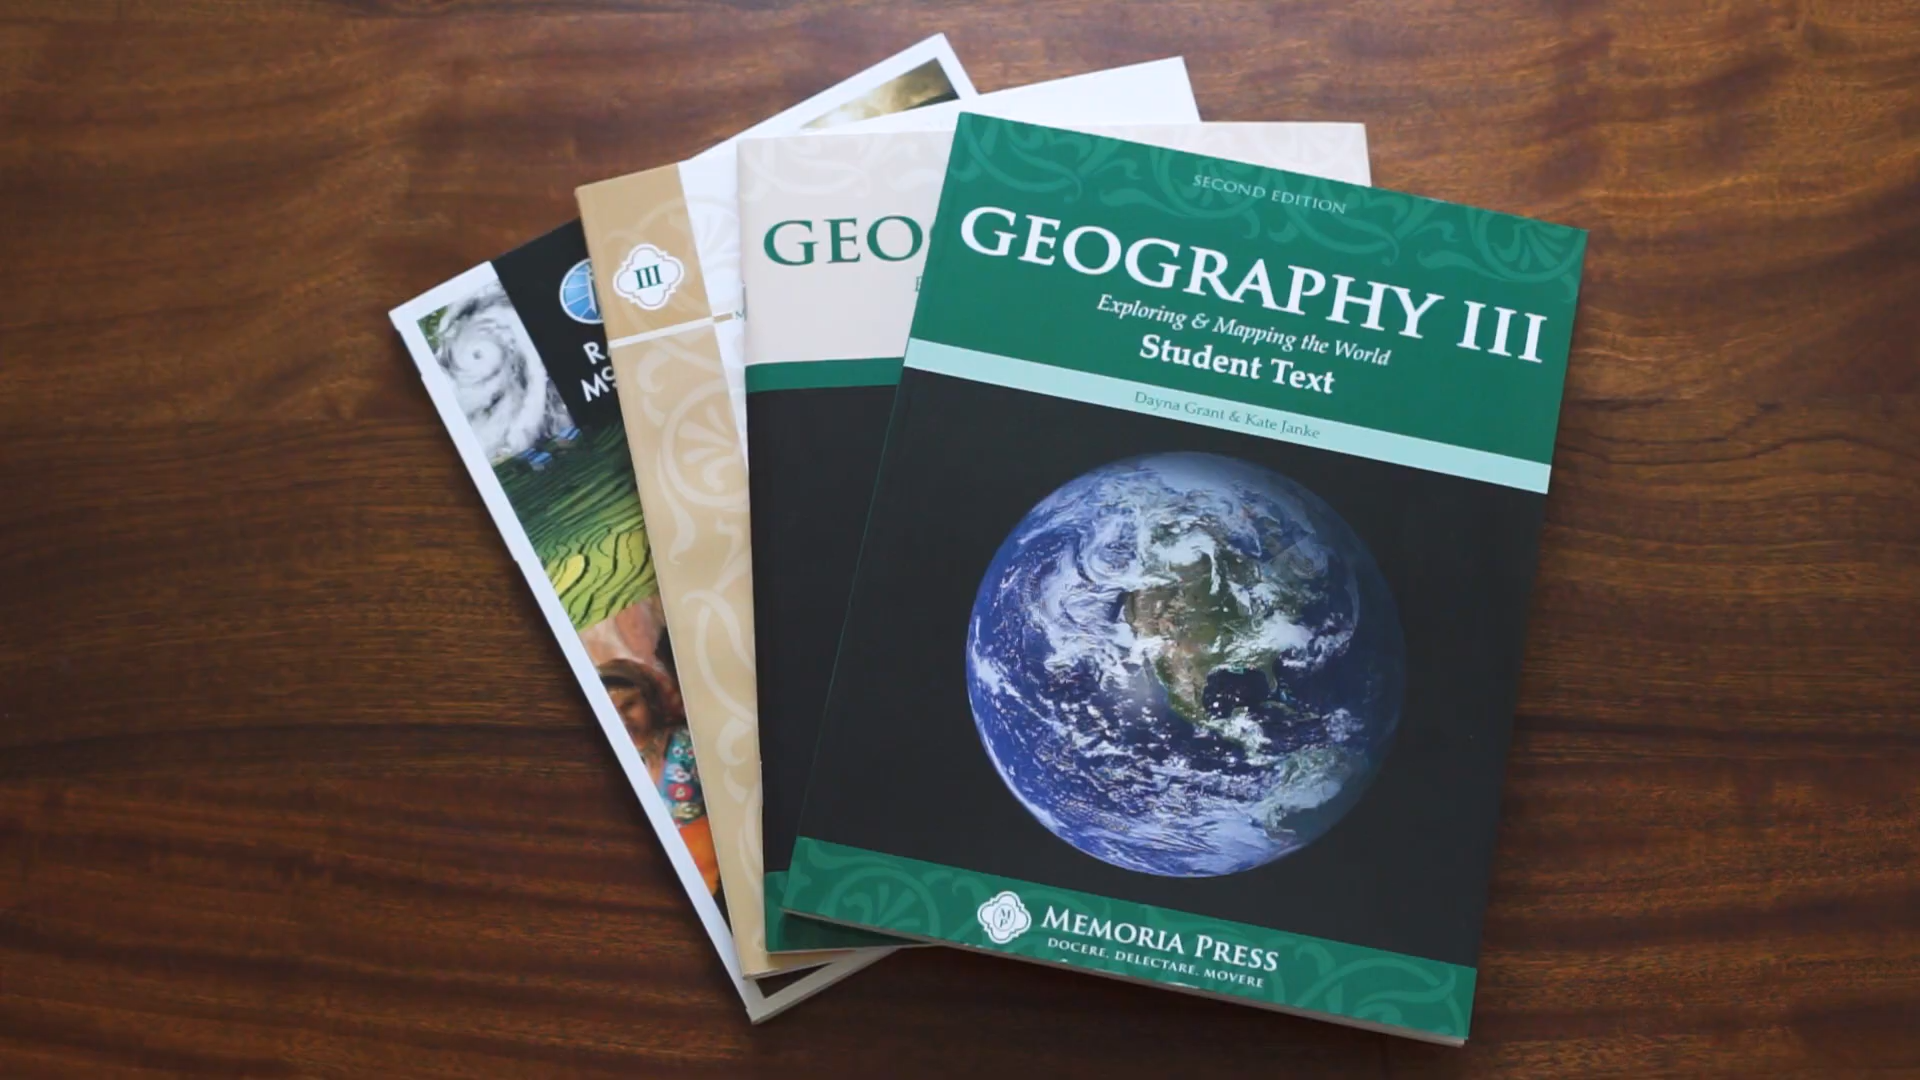 SECOND EDITION
GEOGRAPHY III
Exploring & Mapping the World
Student Text
Dayna Grant & Kate Janke
MEMORIA PRESS
DOCERE, DELECTARE, MOVERE
MP
GEO
III